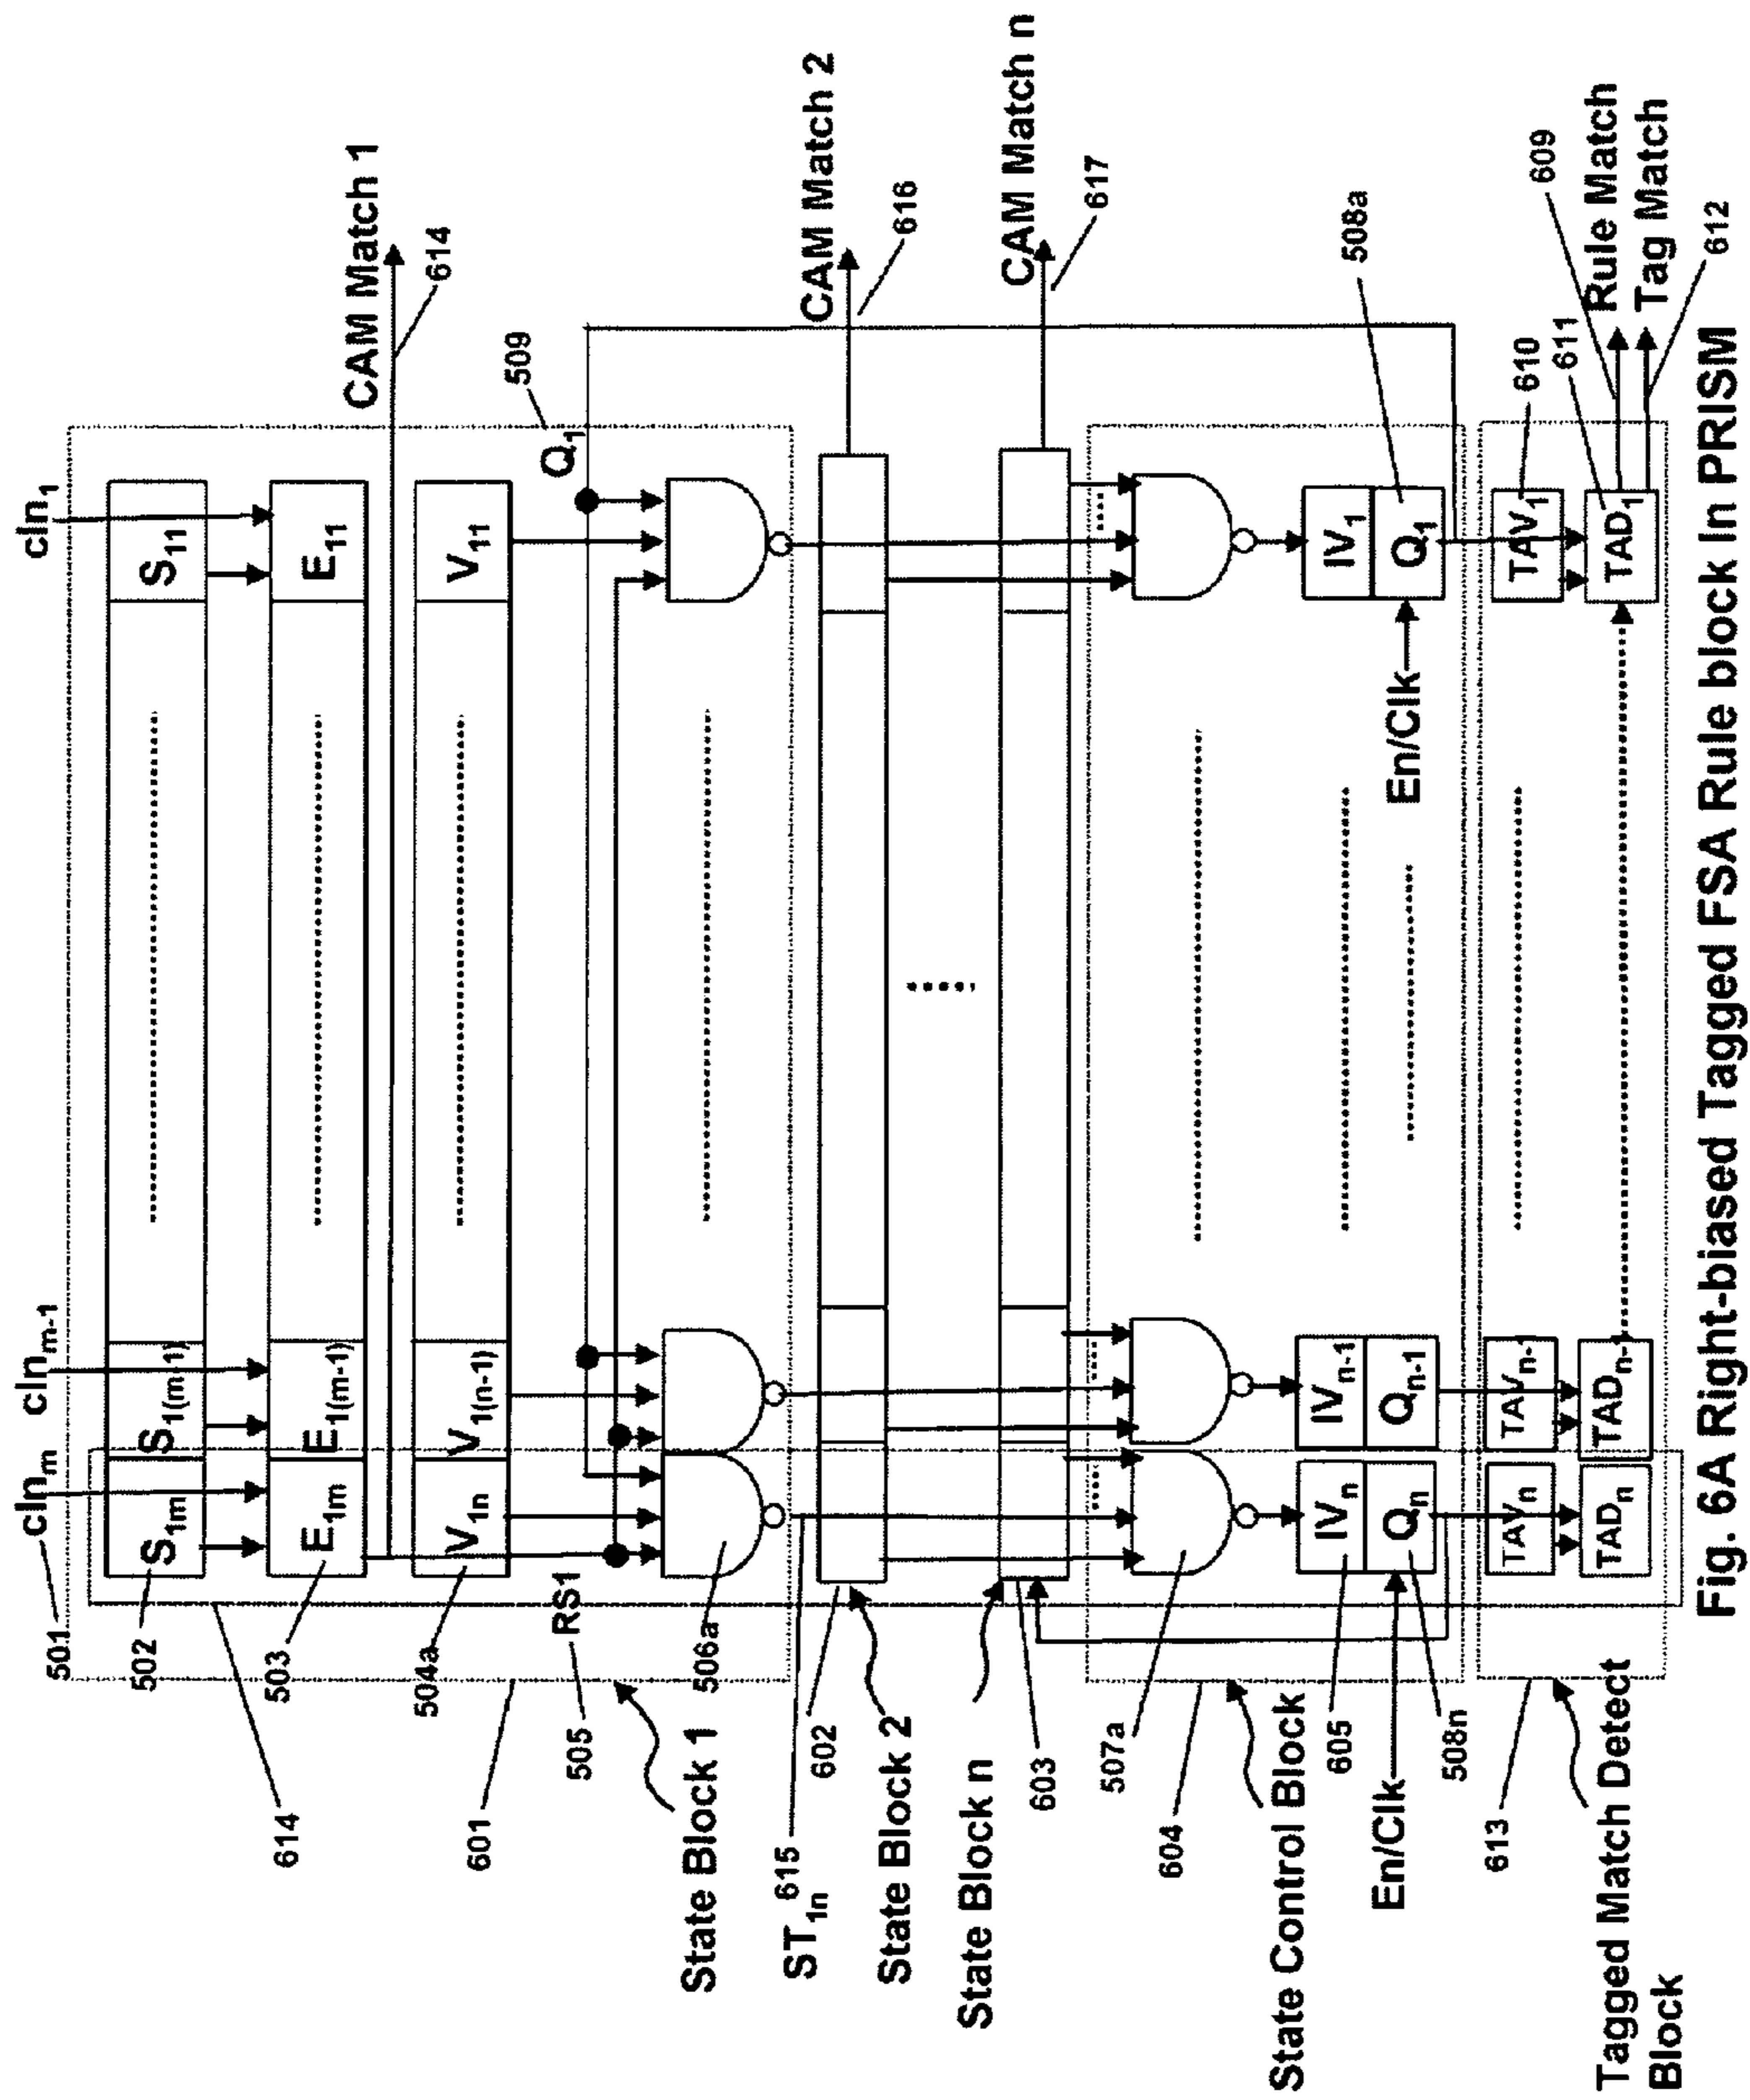 cIn₁
cInₘ₋₁
cInₘ
501
S₁ₘ
S₁₍ₘ₋₁₎
S₁₁
502
E₁ₘ
E₁₍ₘ₋₁₎
E₁₁
503
CAM Match 1
614
V₁ₙ
V₁₍ₙ₋₁₎
V₁₁
504a
509
Q₁
RS1
505
506a
614
601
State Block 1
CAM Match 2
616
ST₁ₙ
615
602
State Block 2
CAM Match n
617
State Block n
603
507a
604
State Control Block
IVₙ
IVₙ₋₁
IV₁
605
508a
Qₙ
Qₙ₋₁
Q₁
En/Clk
En/Clk
508n
TAVₙ
TAVₙ₋₁
TAV₁
610
613
TADₙ
TADₙ₋₁
TAD₁
611
609
Rule Match
Tag Match
612
Tagged Match Detect
Block
Fig. 6A Right-biased Tagged FSA Rule block In PRISM